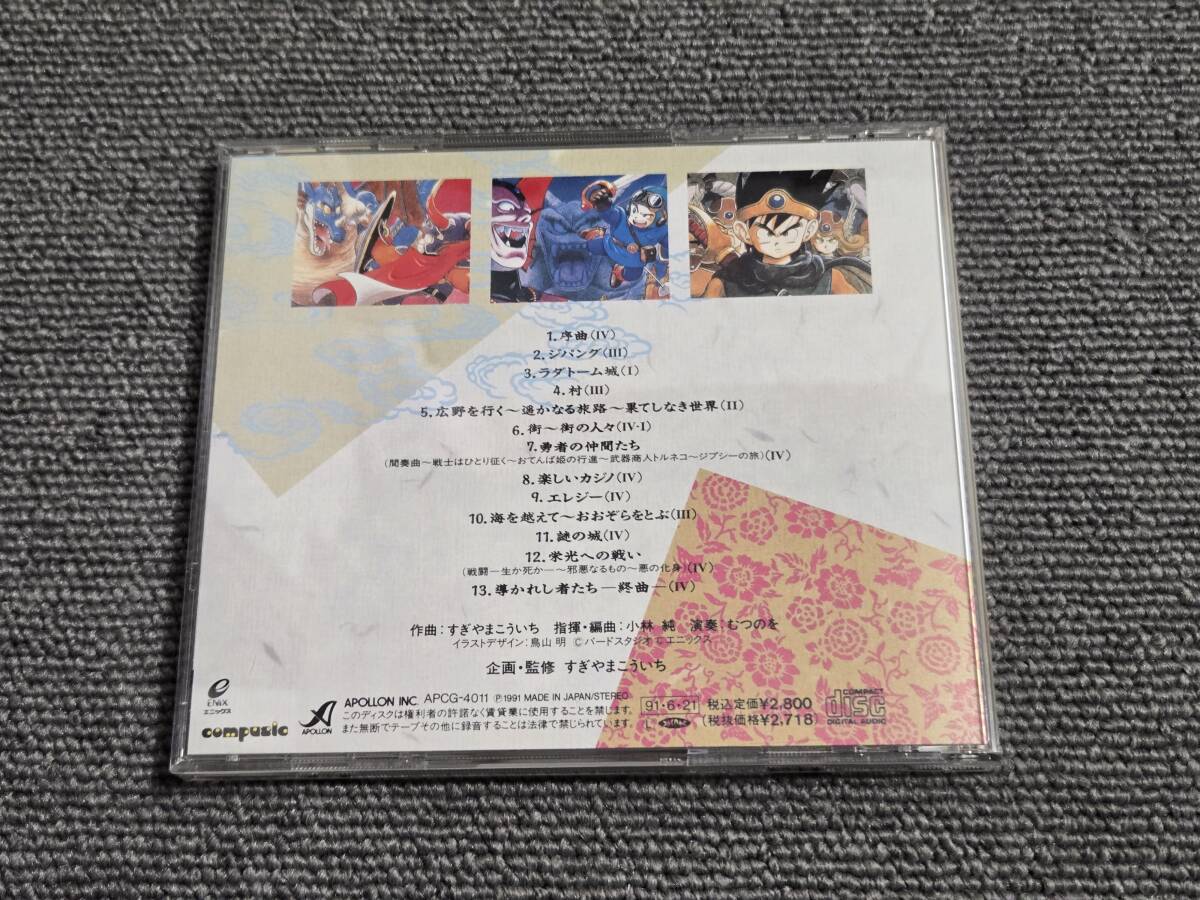 1.序曲(IV)
2.ジパング(III)
3.ラダトーム城(I)
4.村(III)
5.広野を行く〜遥かなる旅路〜果てしなき世界(II)
6.街〜街の人々(IV・I)
7.勇者の仲間たち
(間奏曲〜戦士はひとり征く〜おてんば姫の行進〜武器商人トルネコ〜ジプシーの旅)(IV)
8.楽しいカジノ(IV)
9.エレジー(IV)
10.海を越えて〜おおぞらをとぶ(III)
11.謎の城(IV)
12.栄光への戦い
(戦闘—生か死か—〜邪悪なるもの〜悪の化身)(IV)
13.導かれし者たち—終曲—(IV)
作曲:すぎやまこういち 指揮・編曲:小林 純 演奏:むつのを
イラストデザイン:鳥山 明 ©バードスタジオ ©エニックス
企画・監修 すぎやまこういち
ENIX
エニックス
compusic
APOLLON
APOLLON INC. APCG-4011 Ⓟ1991 MADE IN JAPAN/STEREO
このディスクは権利者の許諾なく賃貸業に使用することを禁じます。
また無断でテープその他に録音することは法律で禁じられています。
91・6・21
L
税込定価¥2,800
(税抜価格¥2,718)
COMPACT
disc
DIGITAL AUDIO